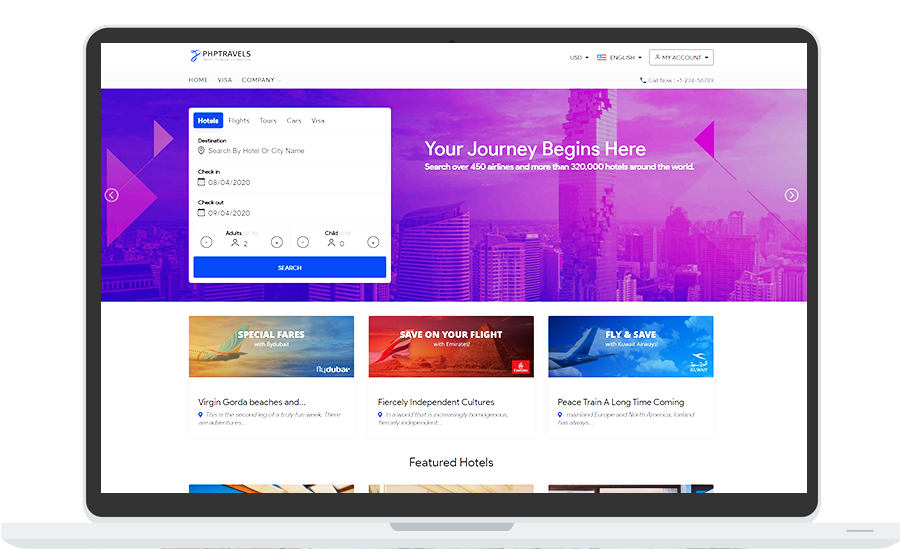 PHPTRAVELS
USD
ENGLISH
MY ACCOUNT
HOME VISA COMPANY
Call Now : +1-234-56789
Hotels Flights Tours Cars Visa
Destination
Search By Hotel Or City Name
Check in
08/04/2020
Check out
09/04/2020
Adults
Child
- 2 +
- 0 +
SEARCH
Your Journey Begins Here
Search over 450 airlines and more than 320,000 hotels around the world.
SPECIAL FARES
with flydubai!
flydubai
SAVE ON YOUR FLIGHT
with Emirates!
Emirates
FLY & SAVE
with Kuwait Airways!
KUWAIT
Virgin Gorda beaches and...
This is the second leg of a truly fun week. There
are adventures...
Fiercely Independent Cultures
In a world that is increasingly homogenous,
fiercely independent...
Peace Train A Long Time Coming
mainland Europe and North America, Iceland
has always...
Featured Hotels